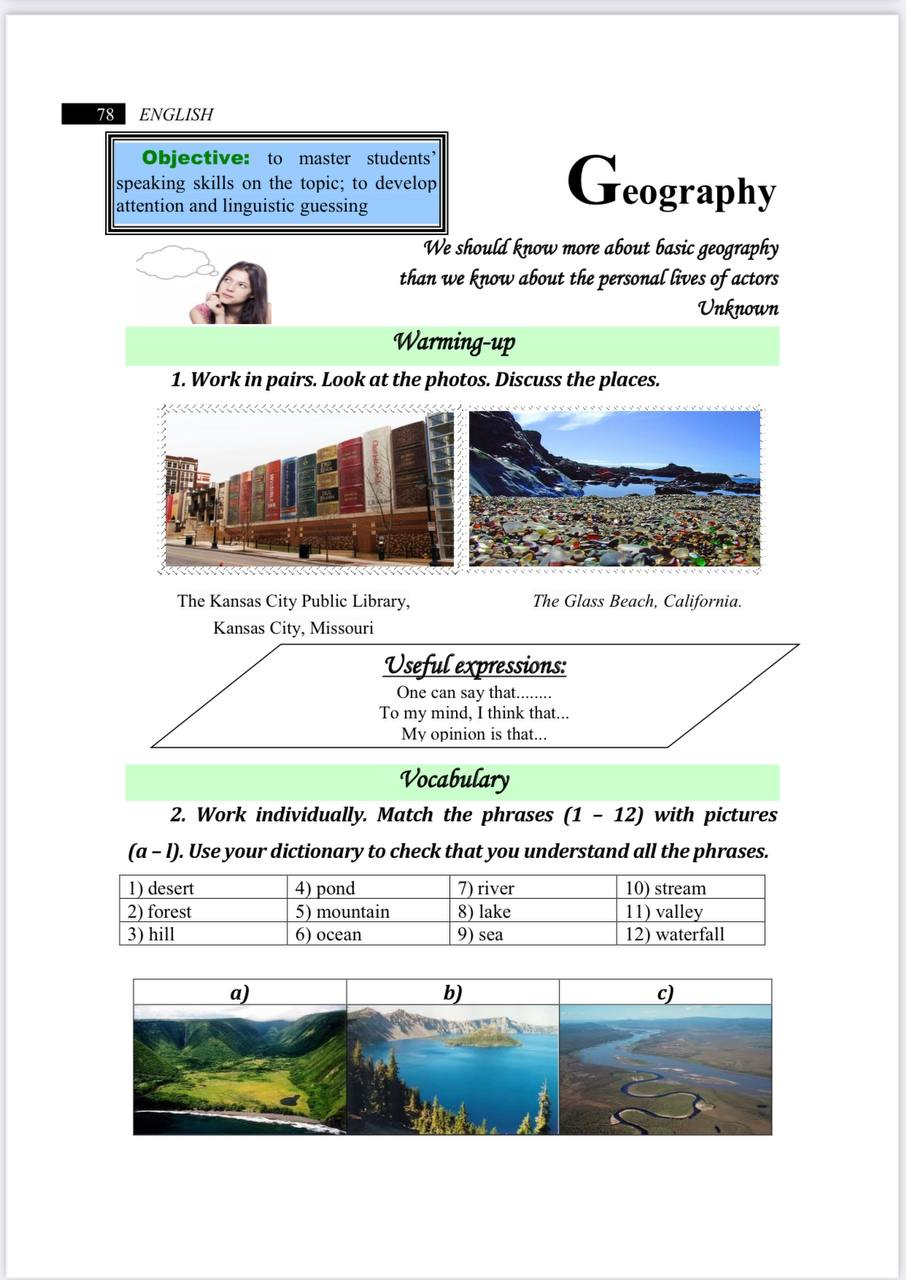 78 ENGLISH
Objective: to master students’
speaking skills on the topic; to develop
attention and linguistic guessing
Geography
We should know more about basic geography
than we know about the personal lives of actors
Unknown
Warming-up
1. Work in pairs. Look at the photos. Discuss the places.
The Kansas City Public Library,
Kansas City, Missouri
The Glass Beach, California.
Useful expressions:
One can say that........
To my mind, I think that...
My opinion is that...
Vocabulary
2. Work individually. Match the phrases (1 – 12) with pictures
(a – l). Use your dictionary to check that you understand all the phrases.
1) desert 4) pond 7) river 10) stream
2) forest 5) mountain 8) lake 11) valley
3) hill 6) ocean 9) sea 12) waterfall
a) b) c)